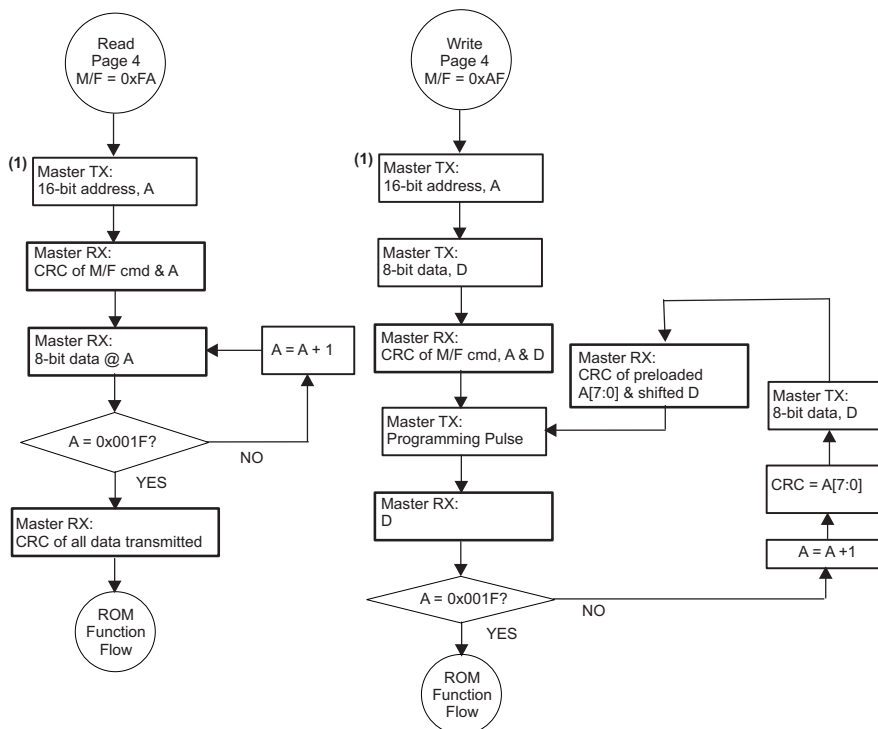 Read
Page 4
M/F = 0xFA
(1)
Master TX:
16-bit address, A
Master RX:
CRC of M/F cmd & A
Master RX:
8-bit data @ A
A = A + 1
A = 0x001F?
NO
YES
Master RX:
CRC of all data transmitted
ROM
Function
Flow
Write
Page 4
M/F = 0xAF
(1)
Master TX:
16-bit address, A
Master TX:
8-bit data, D
Master RX:
CRC of M/F cmd, A & D
Master TX:
Programming Pulse
Master RX:
D
A = 0x001F?
NO
YES
ROM
Function
Flow
A = A +1
CRC = A[7:0]
Master TX:
8-bit data, D
Master RX:
CRC of preloaded
A[7:0] & shifted D